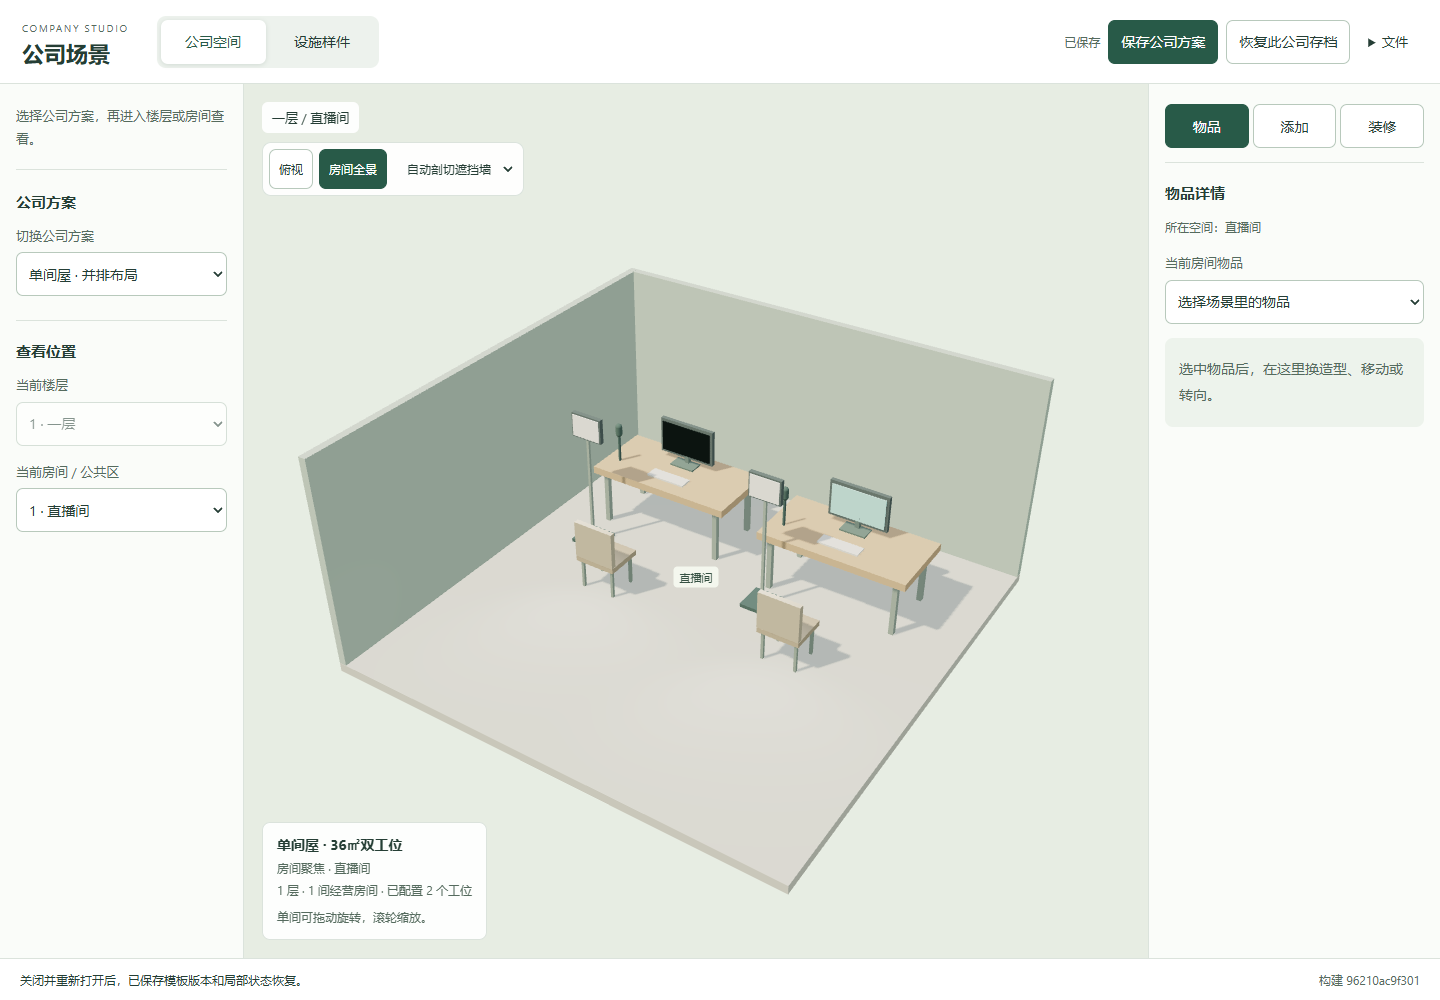 COMPANY STUDIO
公司场景
公司空间
设施样件
已保存
保存公司方案
恢复此公司存档
▶ 文件
选择公司方案，再进入楼层或房间查
看。
公司方案
切换公司方案
单间屋 · 并排布局
查看位置
当前楼层
1 · 一层
当前房间 / 公共区
1 · 直播间
一层 / 直播间
俯视
房间全景
自动剖切遮挡墙
直播间
单间屋 · 36㎡双工位
房间聚焦 · 直播间
1 层 · 1 间经营房间 · 已配置 2 个工位
单间可拖动旋转，滚轮缩放。
物品
添加
装修
物品详情
所在空间：直播间
当前房间物品
选择场景里的物品
选中物品后，在这里换造型、移动或
转向。
关闭并重新打开后，已保存模板版本和局部状态恢复。
构建 96210ac9f301